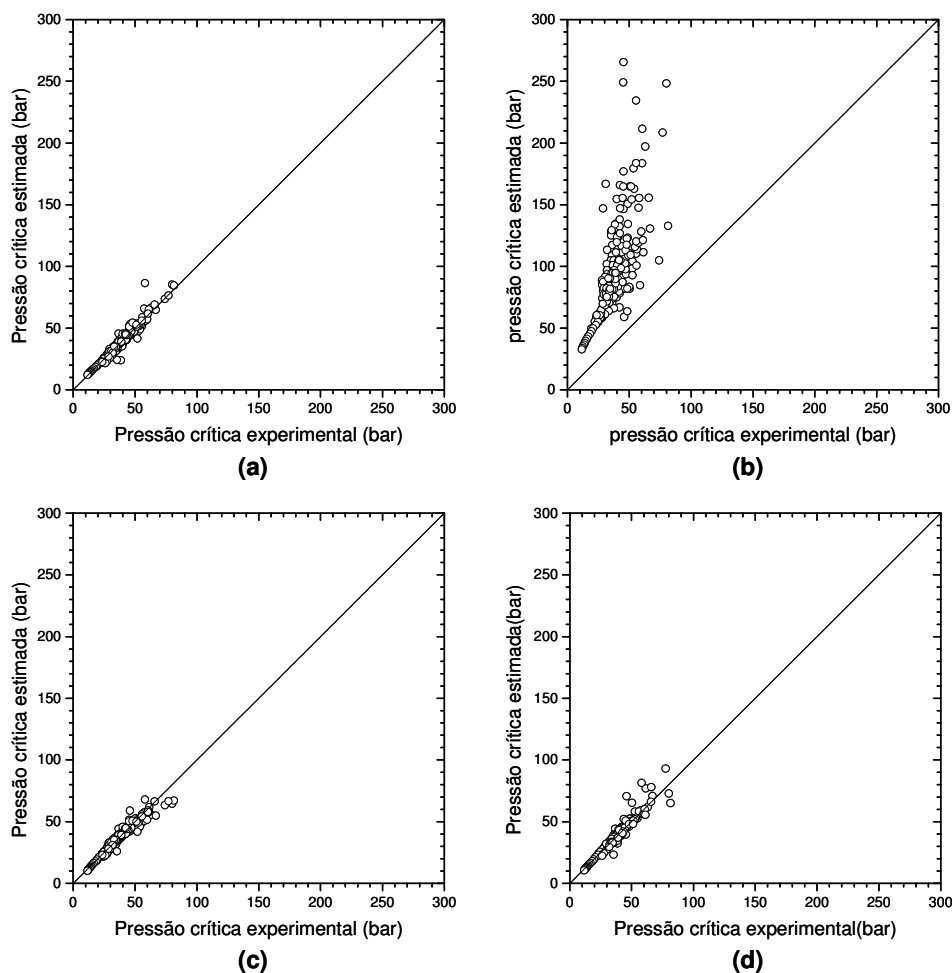 300
250
200
150
100
50
0
0 50 100 150 200 250 300
Pressão crítica estimada (bar)
Pressão crítica experimental (bar)
(a)
300
250
200
150
100
50
0
0 50 100 150 200 250 300
pressão crítica estimada (bar)
pressão crítica experimental (bar)
(b)
300
250
200
150
100
50
0
0 50 100 150 200 250 300
Pressão crítica estimada (bar)
Pressão crítica experimental (bar)
(c)
300
250
200
150
100
50
0
0 50 100 150 200 250 300
Pressão crítica estimada(bar)
Pressão crítica experimental(bar)
(d)